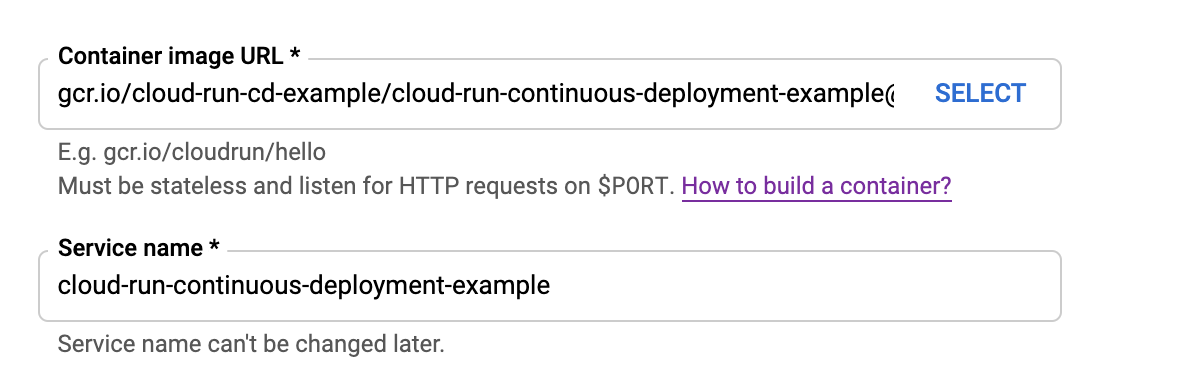 Container image URL *
gcr.io/cloud-run-cd-example/cloud-run-continuous-deployment-example@
SELECT
E.g. gcr.io/cloudrun/hello
Must be stateless and listen for HTTP requests on $PORT. How to build a container?
Service name *
cloud-run-continuous-deployment-example
Service name can't be changed later.